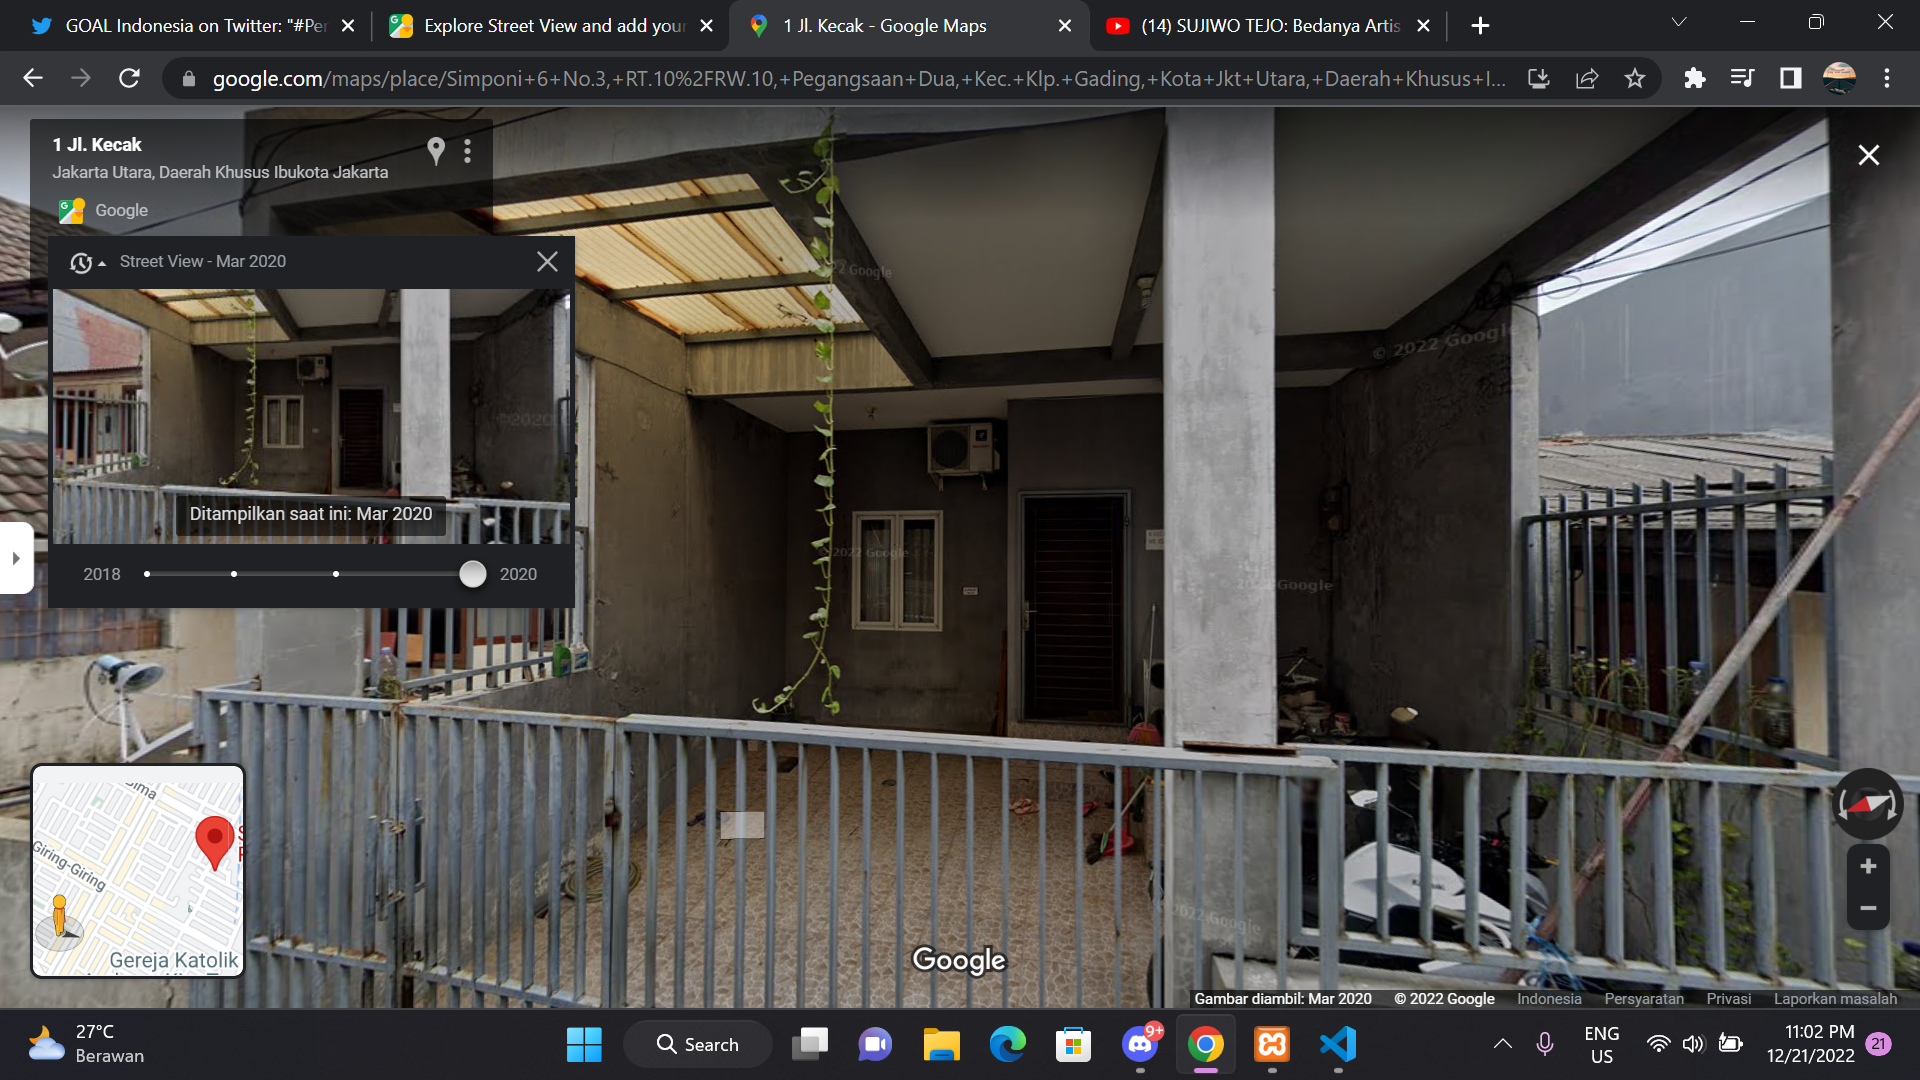 GOAL Indonesia on Twitter: "#Per
Explore Street View and add your
1 Jl. Kecak - Google Maps
(14) SUJIWO TEJO: Bedanya Artis
google.com/maps/place/Simponi+6+No.3,+RT.10%2FRW.10,+Pegangsaan+Dua,+Kec.+Klp.+Gading,+Kota+Jkt+Utara,+Daerah+Khusus+I...
1 Jl. Kecak
Jakarta Utara, Daerah Khusus Ibukota Jakarta
Google
Street View - Mar 2020
Ditampilkan saat ini: Mar 2020
2018
2020
© 2022 Google
© 2022 Google
Giring-Giring
Gereja Katolik
Google
Gambar diambil: Mar 2020 © 2022 Google Indonesia Persyaratan Privasi Laporkan masalah
27°C
Berawan
Search
9+
ENG
US
11:02 PM
12/21/2022
21